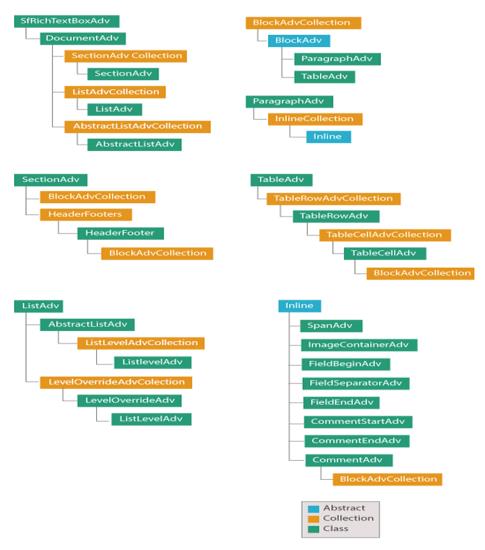 SfRichTextBoxAdv
DocumentAdv
SectionAdv Collection
SectionAdv
ListAdvCollection
ListAdv
AbstractListAdvCollection
AbstractListAdv
BlockAdvCollection
BlockAdv
ParagraphAdv
TableAdv
ParagraphAdv
InlineCollection
Inline
SectionAdv
BlockAdvCollection
HeaderFooters
HeaderFooter
BlockAdvCollection
TableAdv
TableRowAdvCollection
TableRowAdv
TableCellAdvCollection
TableCellAdv
BlockAdvCollection
ListAdv
AbstractListAdv
ListLevelAdvCollection
ListlevelAdv
LevelOverrideAdvColection
LevelOverrideAdv
ListLevelAdv
Inline
SpanAdv
ImageContainerAdv
FieldBeginAdv
FieldSeparatorAdv
FieldEndAdv
CommentStartAdv
CommentEndAdv
CommentAdv
BlockAdvCollection
Abstract
Collection
Class